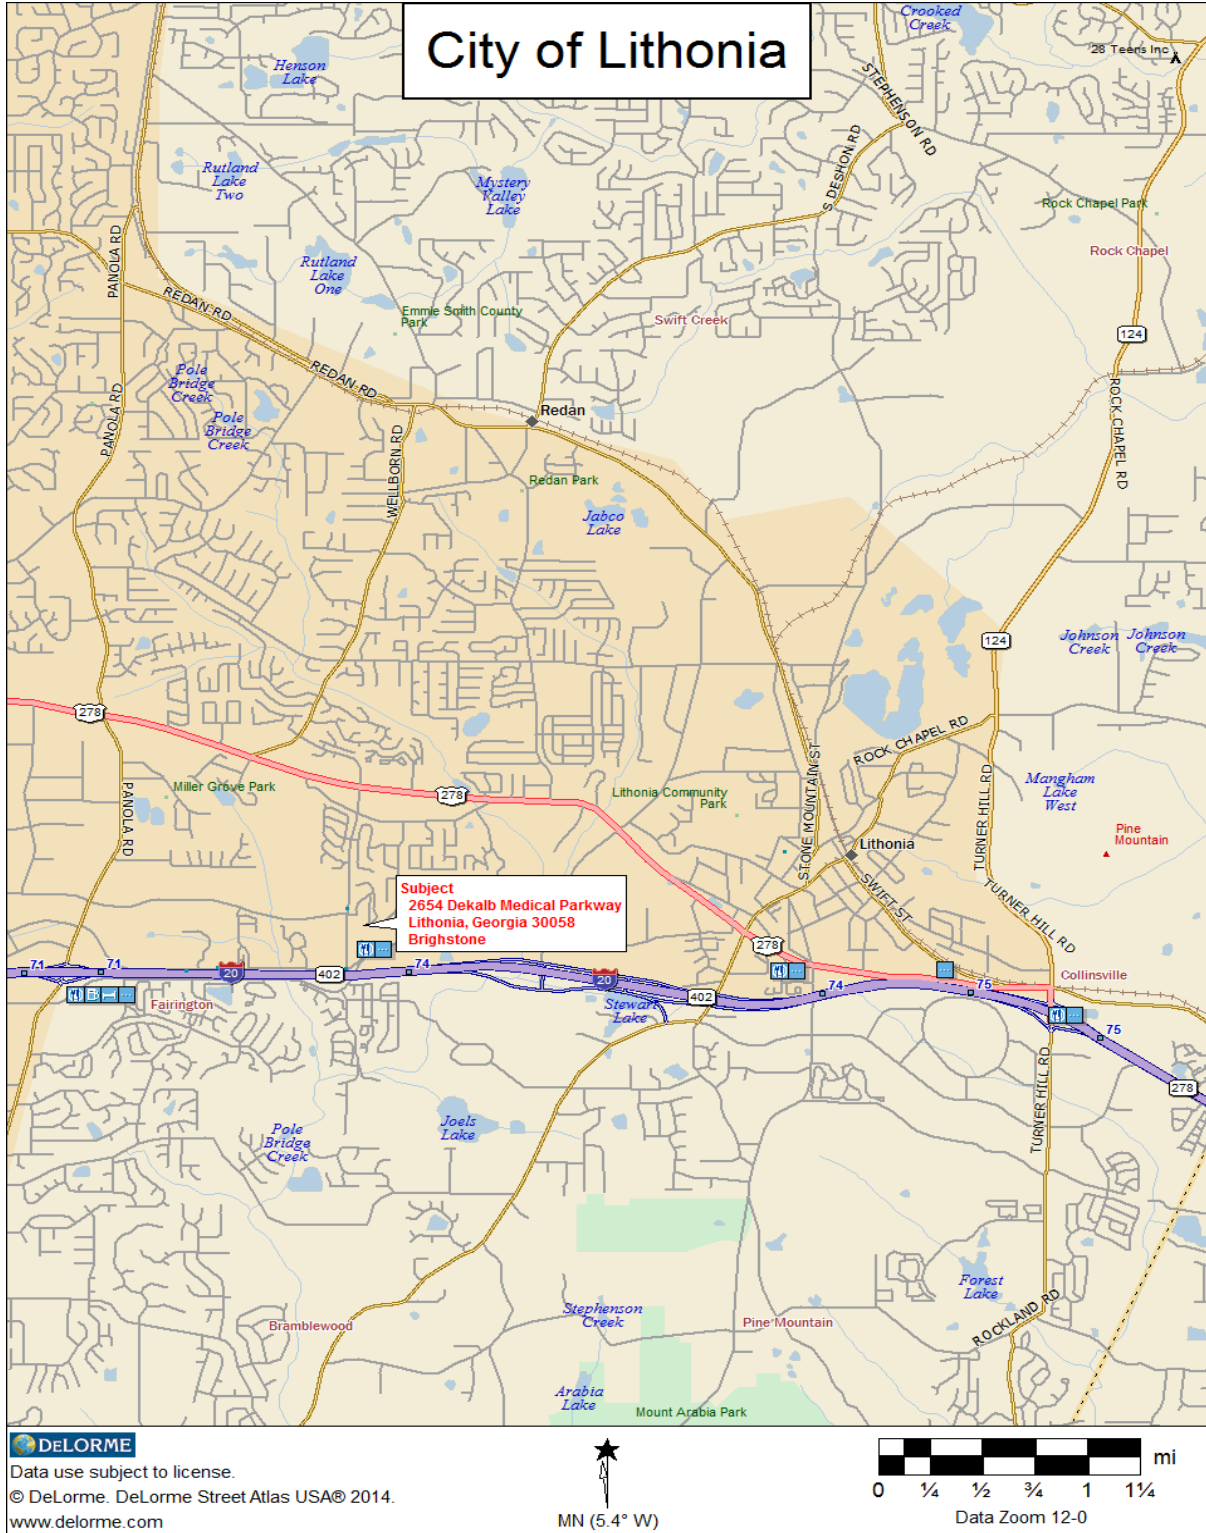 City of Lithonia
Crooked
Creek
28 Teens Inc
Henson
Lake
STEPHENSON RD
S DESHON RD
Rutland
Lake
Two
Mystery
Valley
Lake
Rock Chapel Park
PANOLA RD
Rock Chapel
Rutland
Lake
One
REDAN RD
Emmie Smith County
Park
Swift Creek
124
REDAN RD
Pole
Bridge
Creek
PANOLA RD
Pole
Bridge
Creek
Redan
ROCK CHAPEL RD
WELLBORN RD
Redan Park
Jabco
Lake
124
Johnson
Creek
Johnson
Creek
278
ROCK CHAPEL RD
STONE MOUNTAIN ST
TURNER HILL RD
Mangham
Lake
West
Miller Grove Park
278
Lithonia Community
Park
PANOLA RD
Pine
Mountain
Lithonia
SWIFT ST
TURNER HILL RD
Subject
2654 Dekalb Medical Parkway
Lithonia, Georgia 30058
Brighstone
278
71
71
20
402
74
20
402
74
75
Collinsville
Fairington
Stewart
Lake
75
278
TURNER HILL RD
Joels
Lake
Pole
Bridge
Creek
Forest
Lake
Stephenson
Creek
Bramblewood
Pine Mountain
ROCKLAND RD
Arabia
Lake
Mount Arabia Park
DELORME
Data use subject to license.
© DeLorme. DeLorme Street Atlas USA® 2014.
www.delorme.com
MN (5.4° W)
mi
0 ¼ ½ ¾ 1 1¼
Data Zoom 12-0